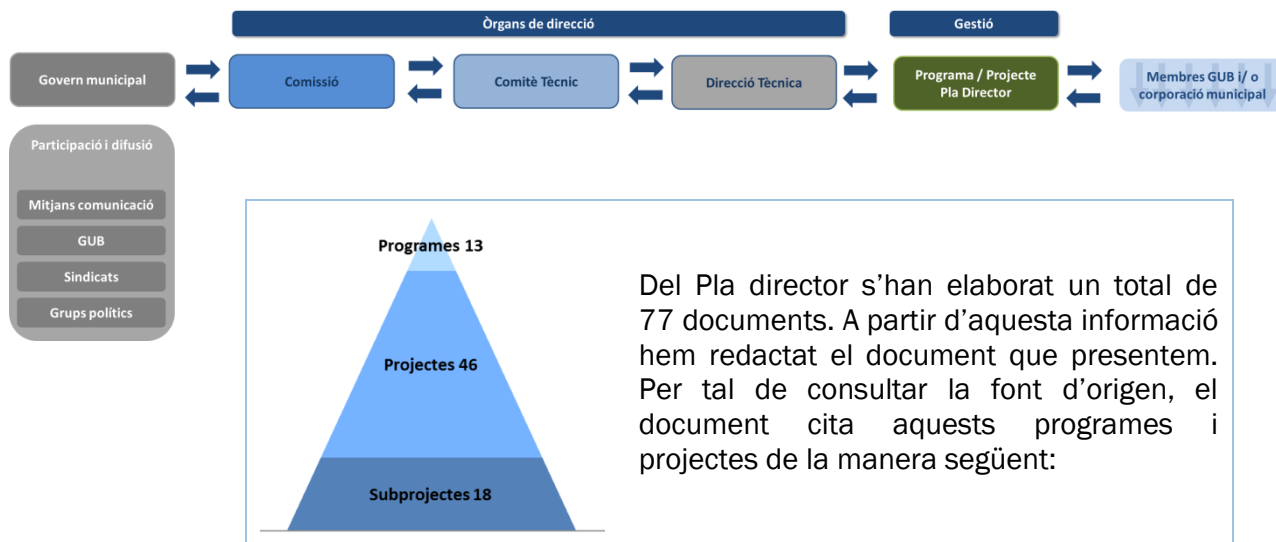 Òrgans de direcció
Gestió
Govern municipal
Comissió
Comitè Tècnic
Direcció Tècnica
Programa / Projecte
Pla Director
Membres GUB i/ o
corporació municipal
Participació i difusió
Mitjans comunicació
GUB
Sindicats
Grups polítics
Programes 13
Projectes 46
Subprojectes 18
Del Pla director s’han elaborat un total de
77 documents. A partir d’aquesta informació
hem redactat el document que presentem.
Per tal de consultar la font d’origen, el
document cita aquests programes i
projectes de la manera següent: